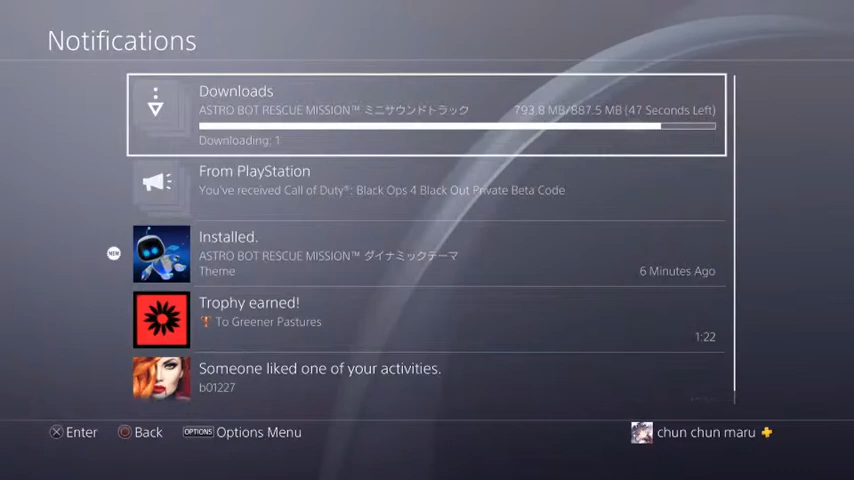 Notifications
Downloads
ASTRO BOT RESCUE MISSION™ ミニサウンドトラック 793.8 MB/887.5 MB (47 Seconds Left)
Downloading: 1
From PlayStation
You've received Call of Duty®: Black Ops 4 Black Out Private Beta Code
Installed.
NEW
ASTRO BOT RESCUE MISSION™ ダイナミックテーマ
Theme 6 Minutes Ago
Trophy earned!
To Greener Pastures
1:22
Someone liked one of your activities.
b01227
Enter Back OPTIONS Options Menu chun chun maru